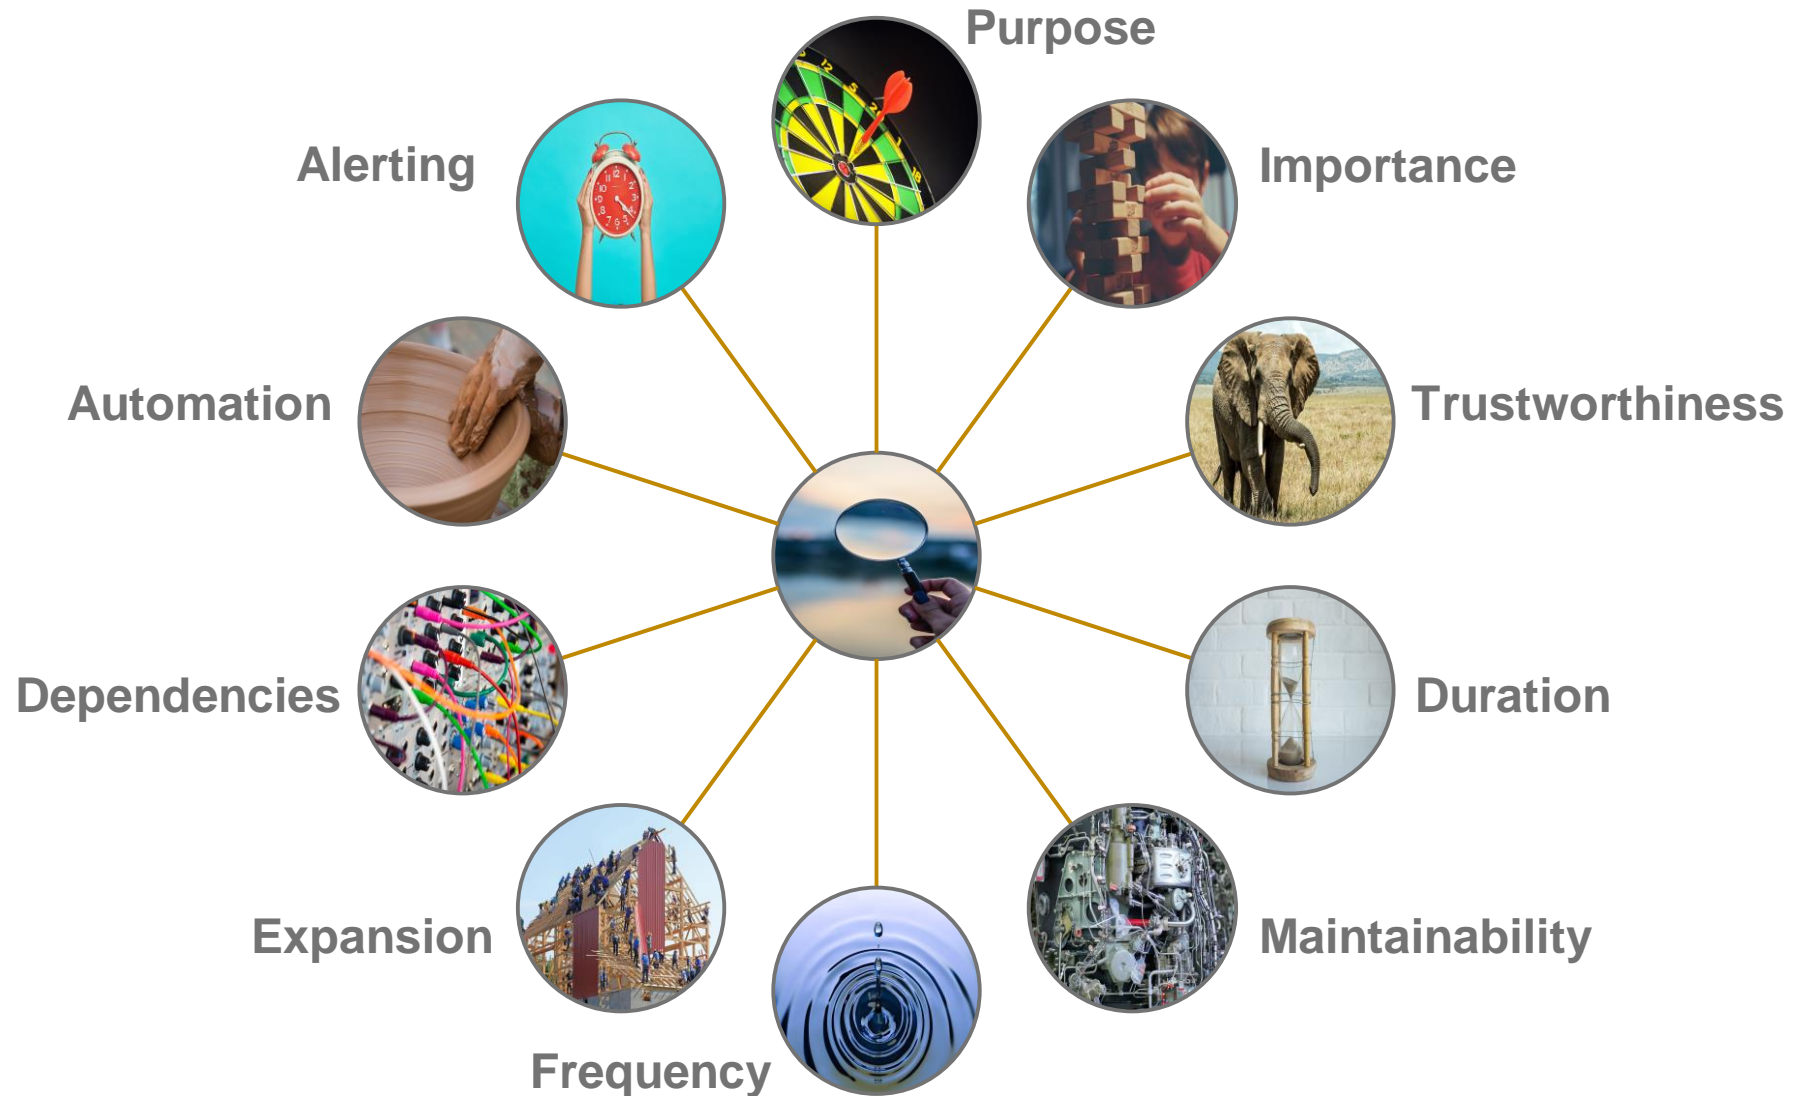 Purpose
Importance
Trustworthiness
Duration
Maintainability
Frequency
Expansion
Dependencies
Automation
Alerting